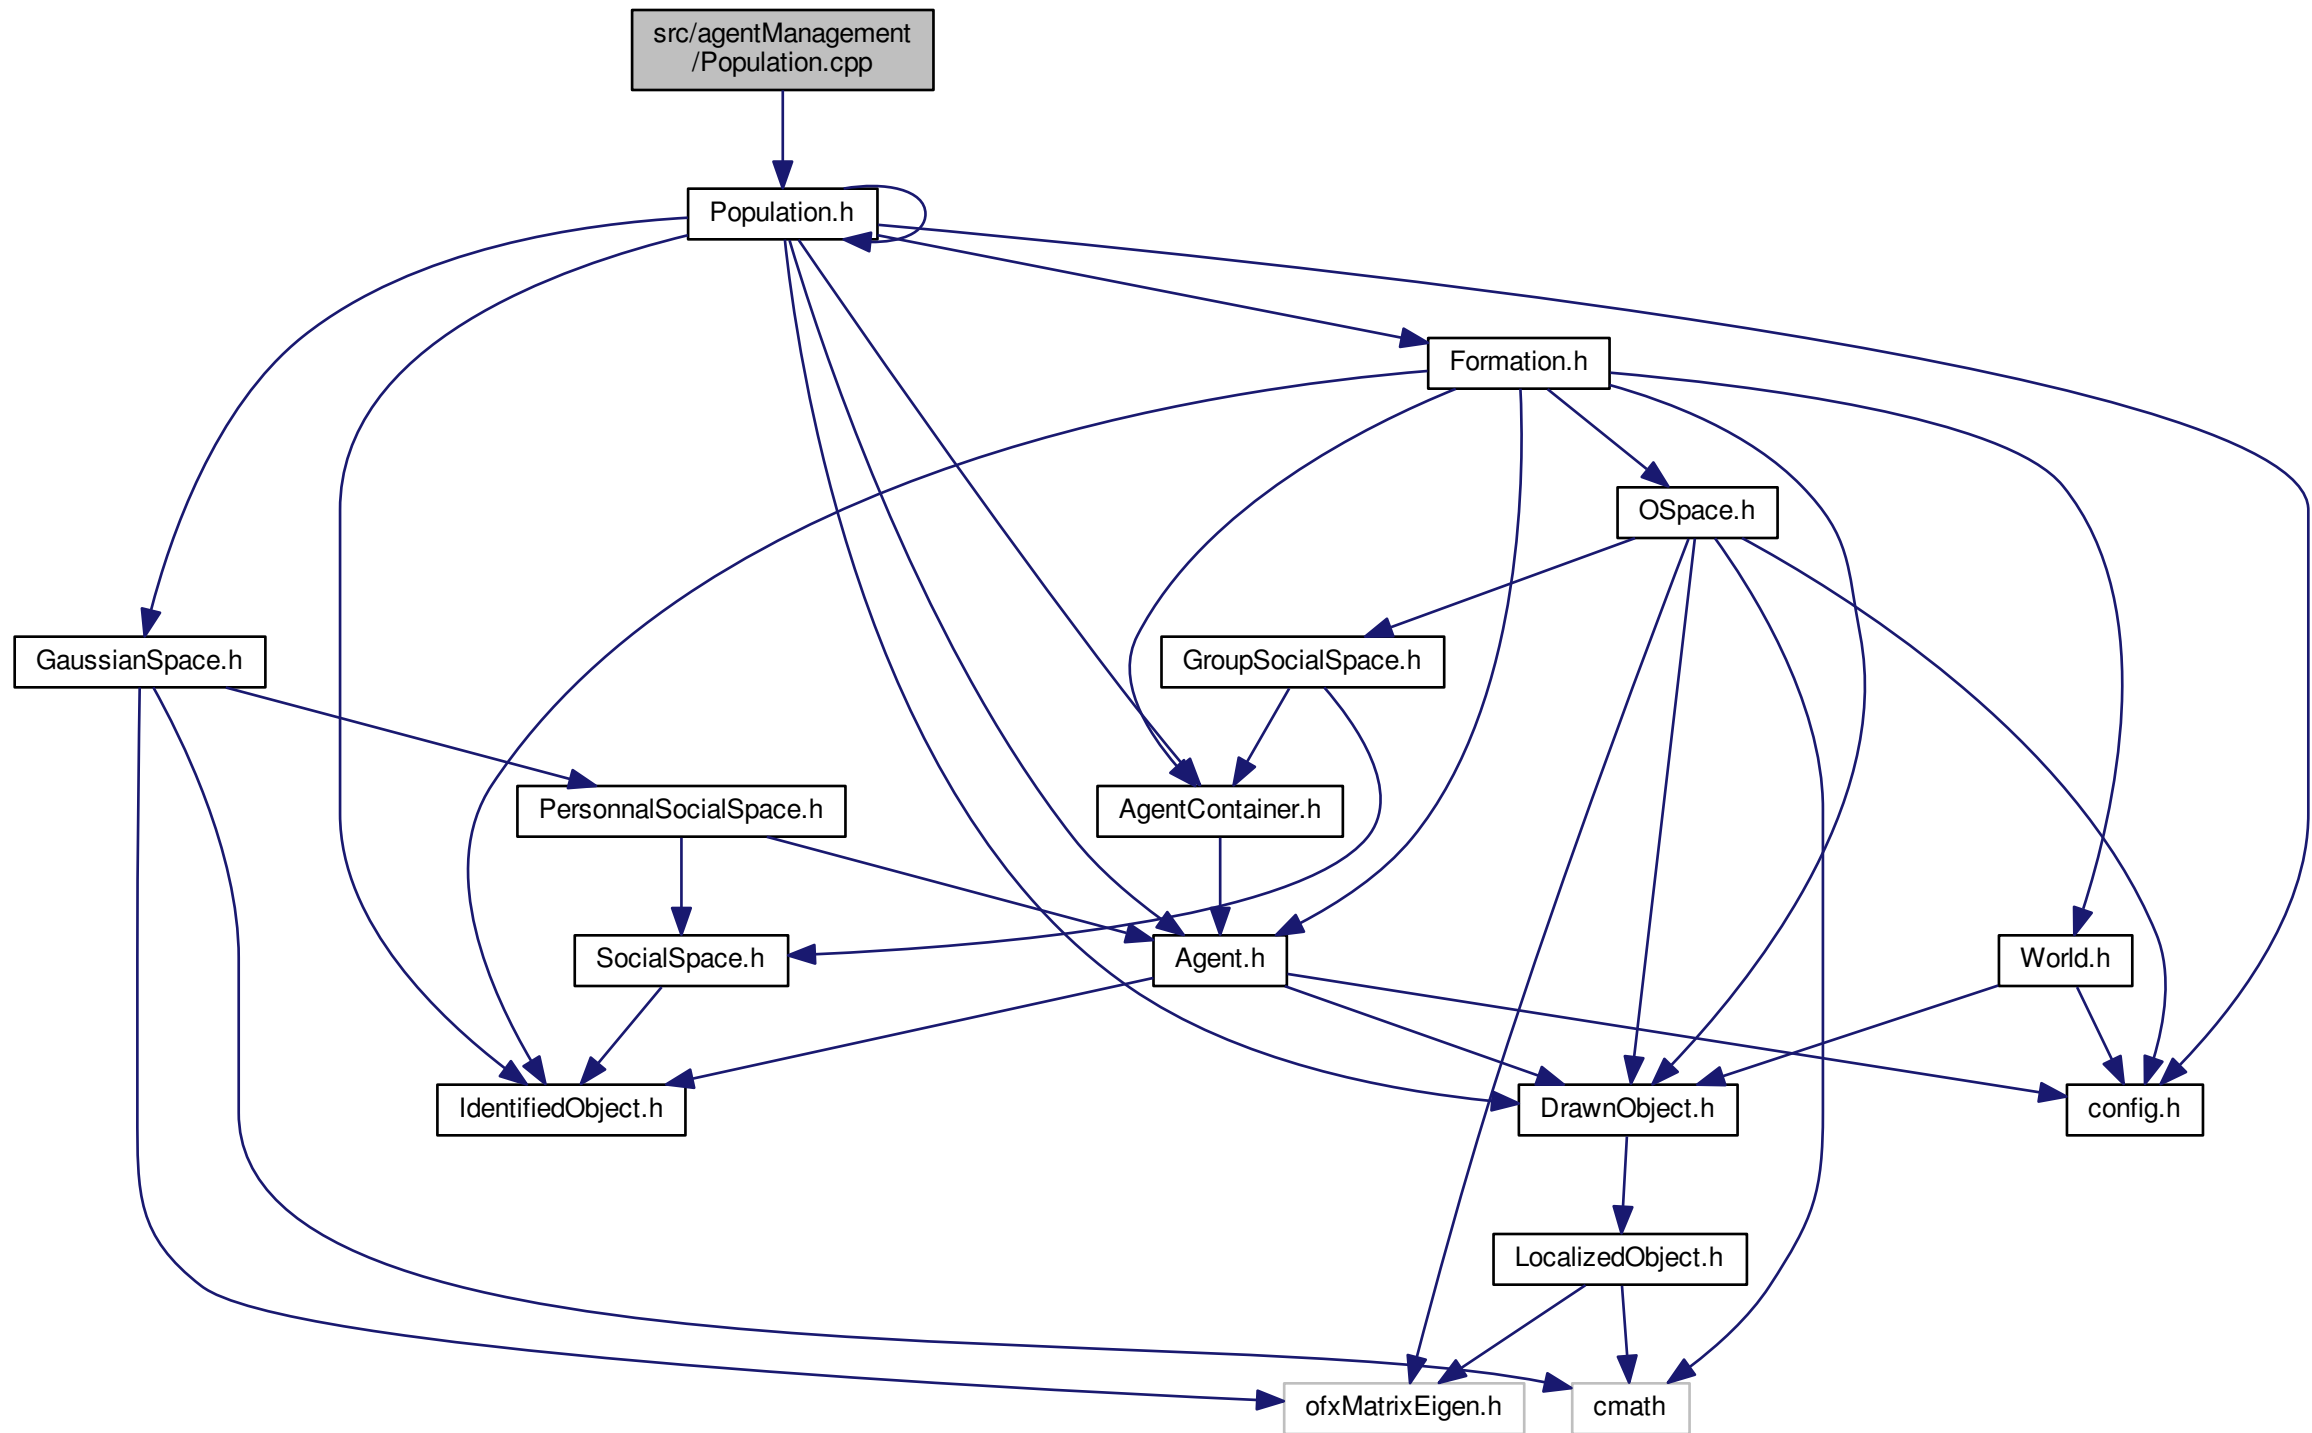 src/agentManagement
/Population.cpp
Population.h
Formation.h
OSpace.h
GaussianSpace.h
GroupSocialSpace.h
PersonnalSocialSpace.h
AgentContainer.h
SocialSpace.h
Agent.h
World.h
IdentifiedObject.h
DrawnObject.h
config.h
LocalizedObject.h
ofxMatrixEigen.h
cmath